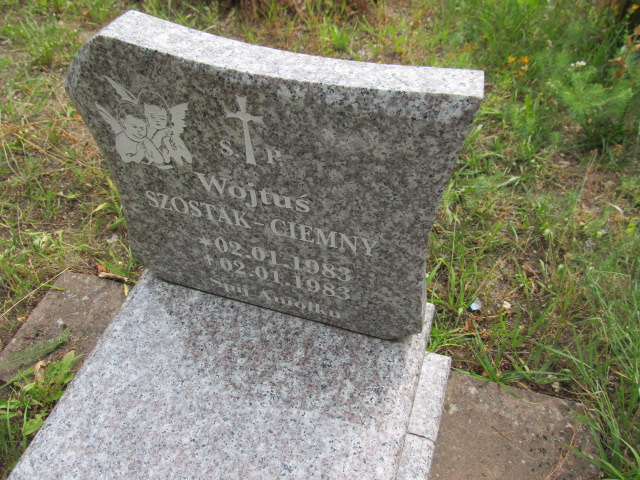 Ś. P.
Wojtuś
SZOSTAK-CIEMNY
*02.01.1983
+02.01.1983
Śpij Aniołku